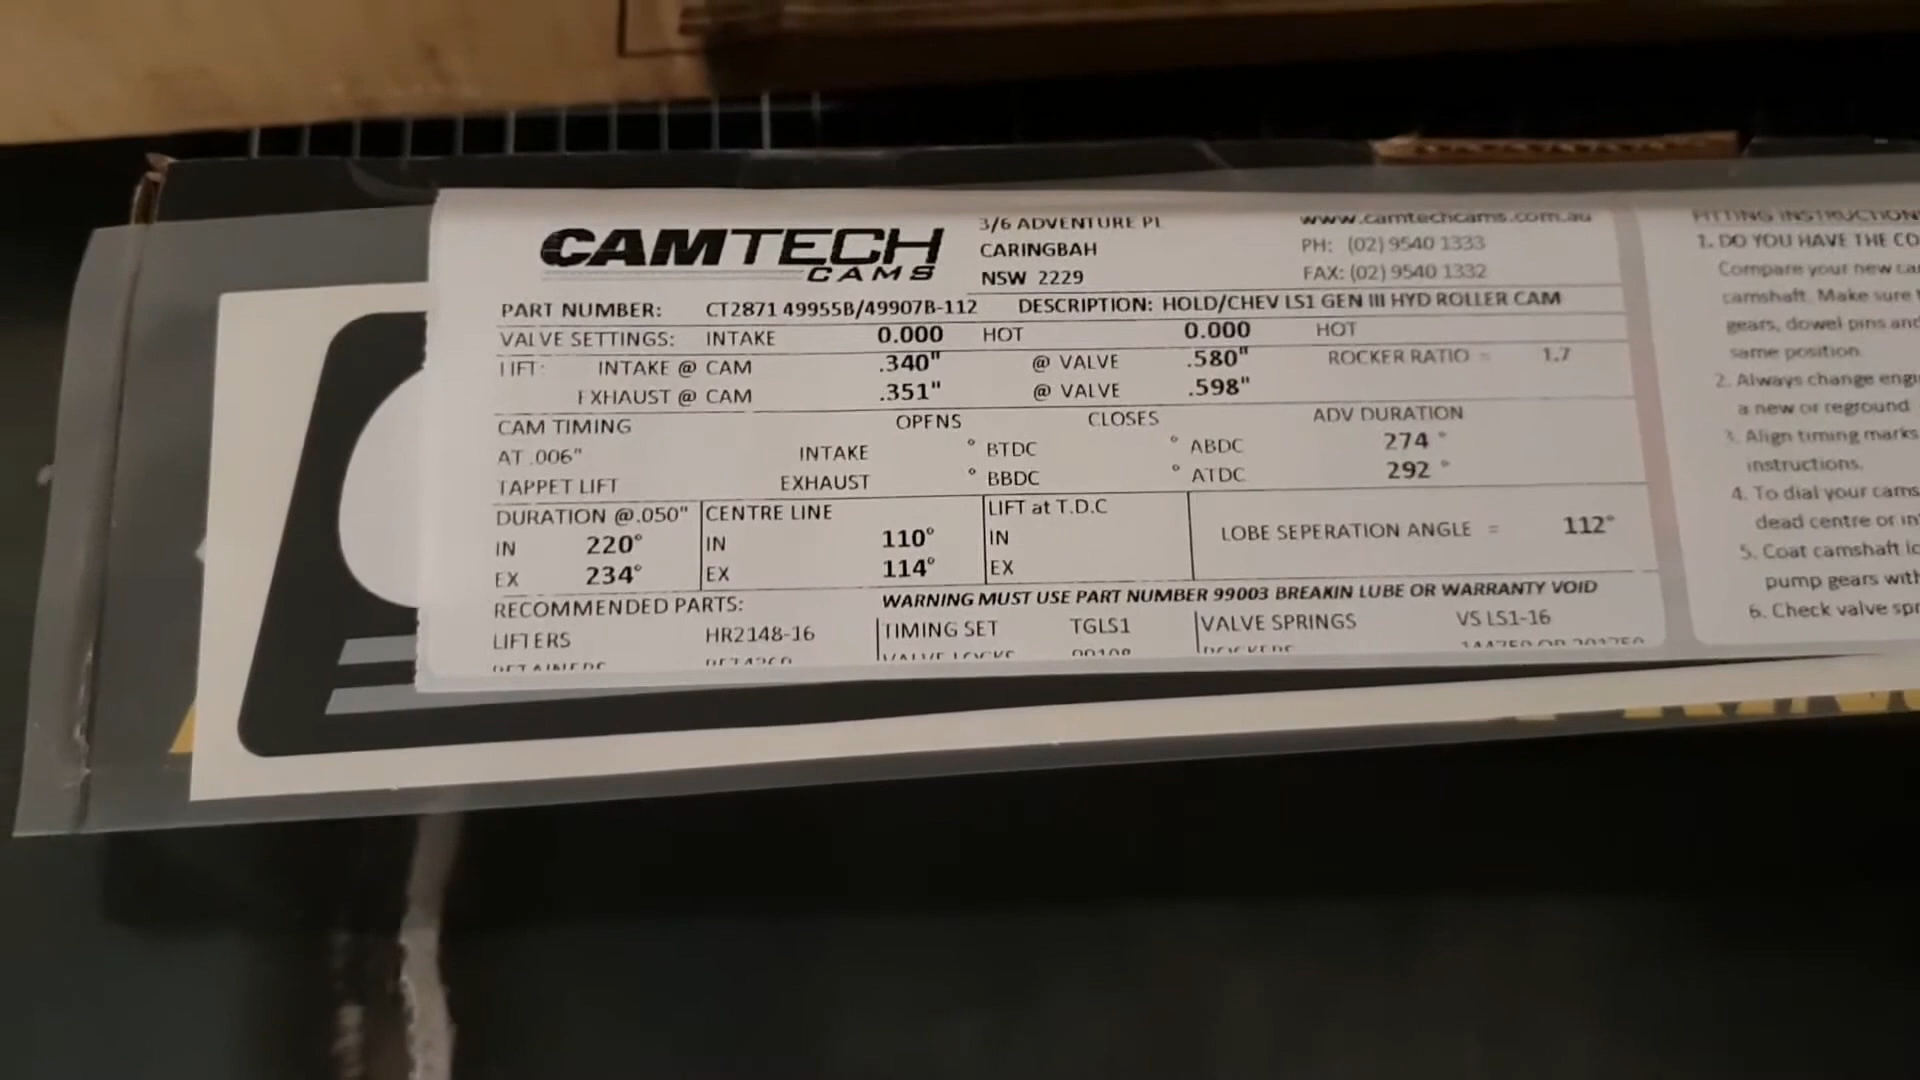 CAMTECH
CAMS
3/6 ADVENTURE PL
CARINGBAH
NSW 2229
www.camtechcams.com.au
PH: (02) 9540 1333
FAX: (02) 9540 1332
PART NUMBER: CT2871 49955B/49907B-112 DESCRIPTION: HOLD/CHEV LS1 GEN III HYD ROLLER CAM
VALVE SETTINGS: INTAKE 0.000 HOT 0.000 HOT
LIFT: INTAKE @ CAM .340" @ VALVE .580" ROCKER RATIO = 1.7
EXHAUST @ CAM .351" @ VALVE .598"
CAM TIMING OPENS CLOSES ADV DURATION
AT .006" INTAKE ° BTDC ° ABDC 274 °
TAPPET LIFT EXHAUST ° BBDC ° ATDC 292 °
DURATION @.050" CENTRE LINE LIFT at T.D.C
IN 220° IN 110° IN LOBE SEPERATION ANGLE = 112°
EX 234° EX 114° EX
RECOMMENDED PARTS: WARNING MUST USE PART NUMBER 99003 BREAKIN LUBE OR WARRANTY VOID
LIFTERS HR2148-16 TIMING SET TGLS1 VALVE SPRINGS VS LS1-16
RETAINERS VALVE LOCKS ROCKERS
FITTING INSTRUCTIONS
1. DO YOU HAVE THE CO
Compare your new ca
camshaft. Make sure
gears, dowel pins and
same position.
2. Always change engi
a new or reground
3. Align timing marks
instructions.
4. To dial your cams
dead centre or in
5. Coat camshaft lo
pump gears with
6. Check valve spr